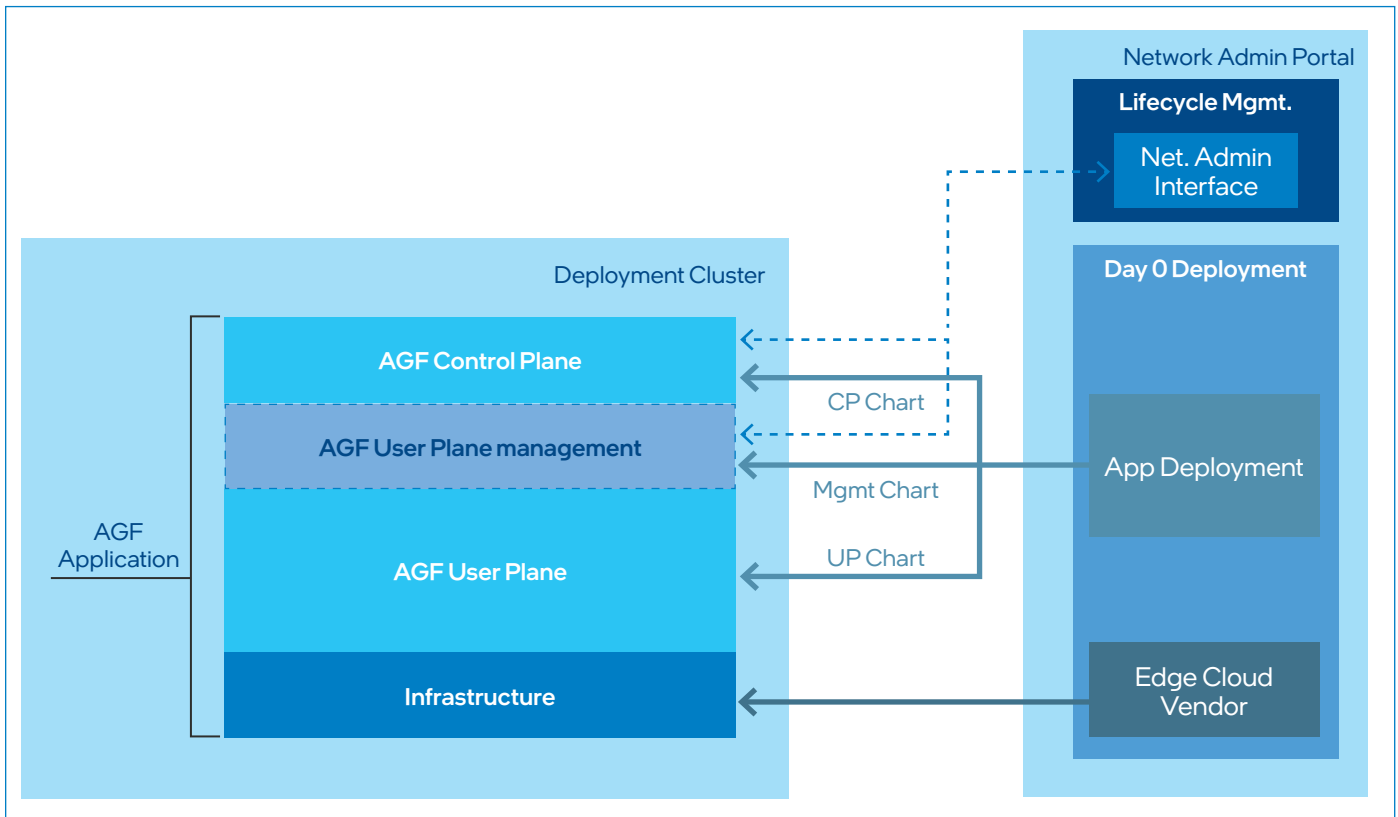 Network Admin Portal
Lifecycle Mgmt.
Net. Admin
Interface
Deployment Cluster
Day 0 Deployment
AGF Control Plane
CP Chart
AGF User Plane management
App Deployment
Mgmt Chart
AGF
Application
UP Chart
AGF User Plane
Infrastructure
Edge Cloud
Vendor